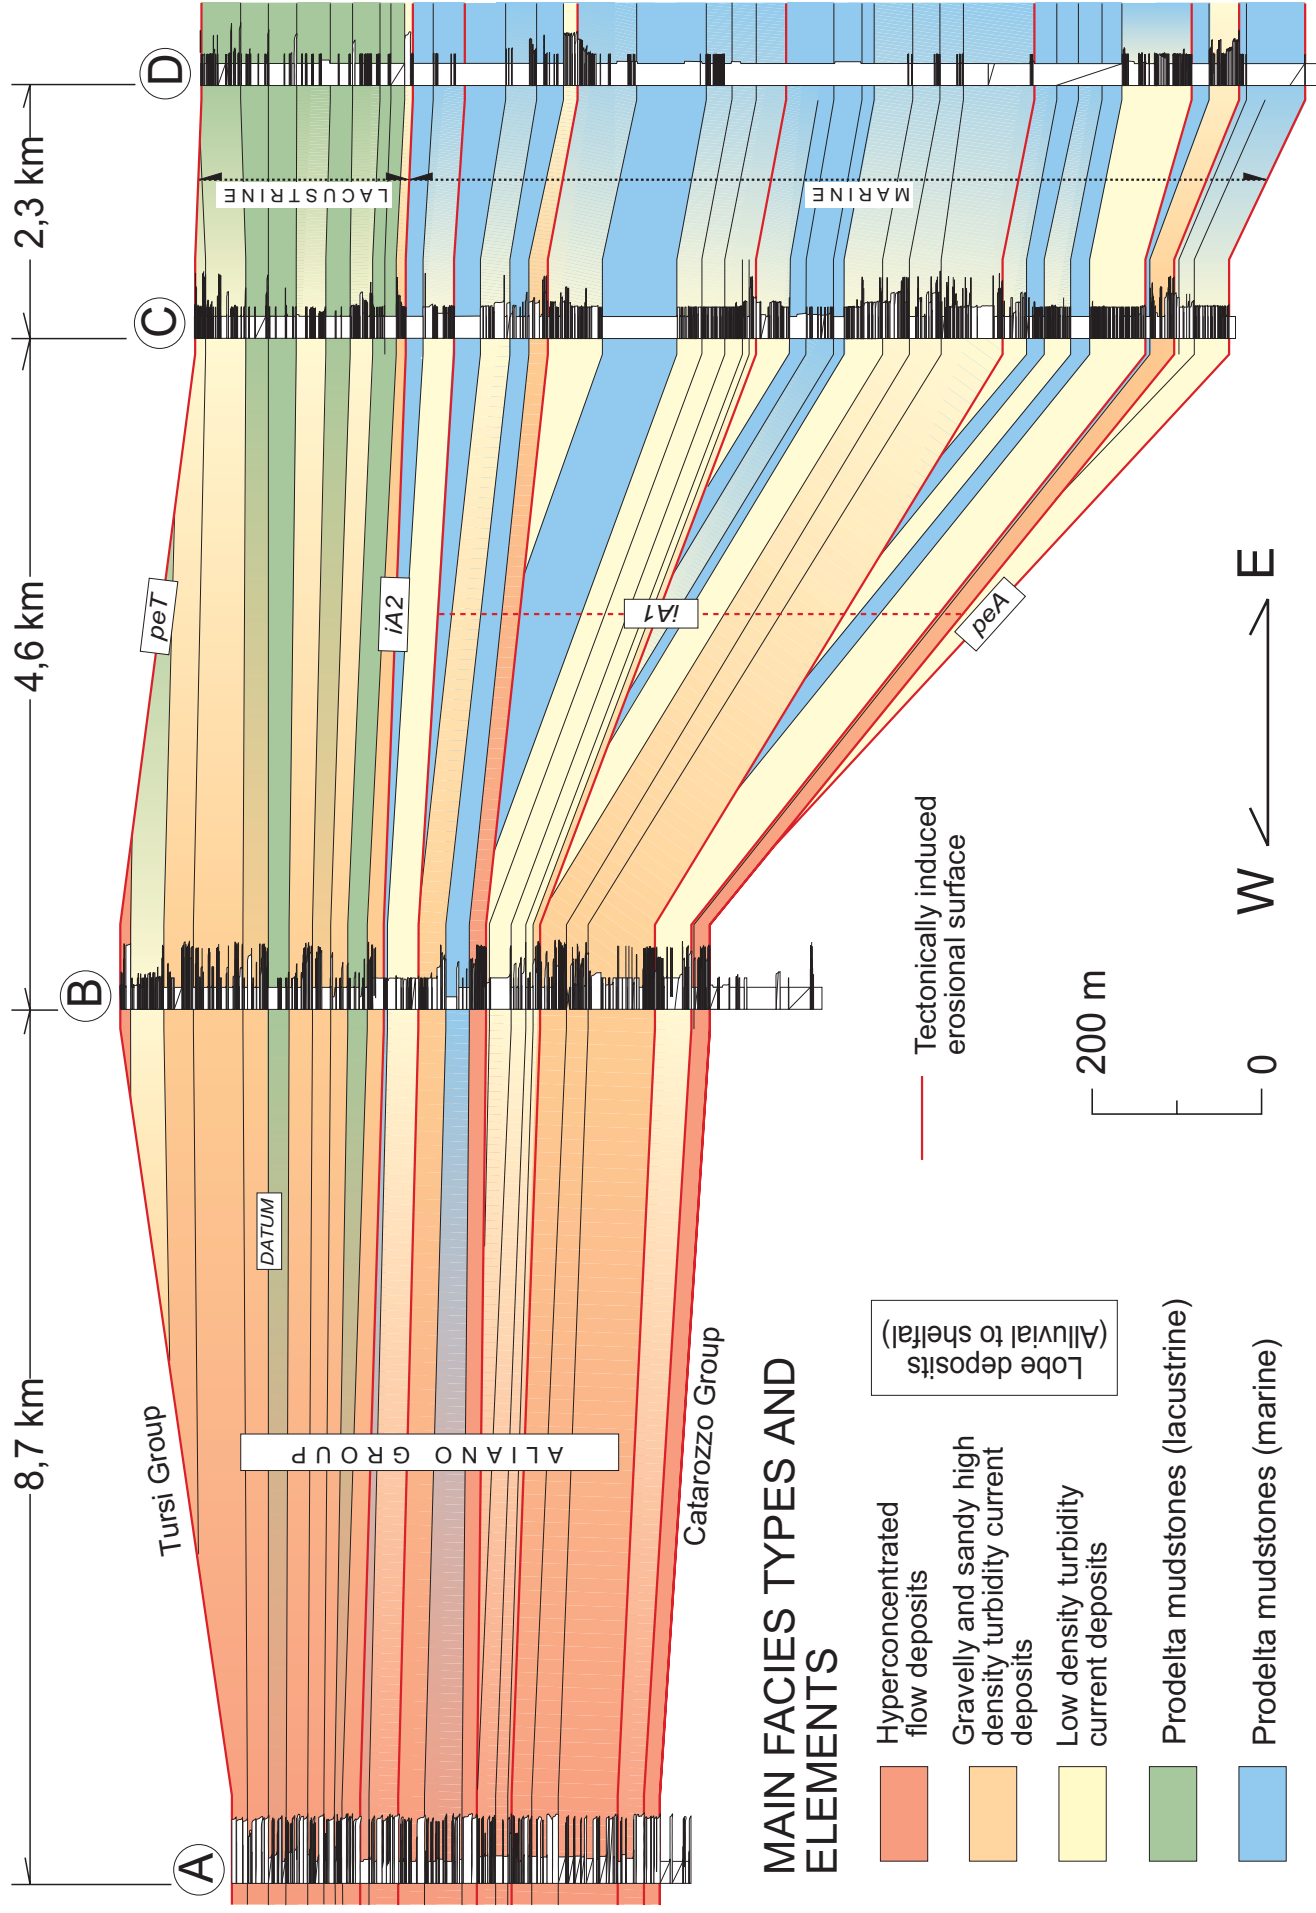 8,7 km
4,6 km
2,3 km
A
B
C
D
Tursi Group
peT
DATUM
iA2
LACUSTRINE
ALIANO GROUP
iA1
MARINE
Catarozzo Group
peA
MAIN FACIES TYPES AND
ELEMENTS
Hyperconcentrated
flow deposits
Gravelly and sandy high
density turbidity current
deposits
Low density turbidity
current deposits
Prodelta mudstones (lacustrine)
Prodelta mudstones (marine)
Lobe deposits
(Alluvial to shelfal)
Tectonically induced
erosional surface
200 m
0
W
E